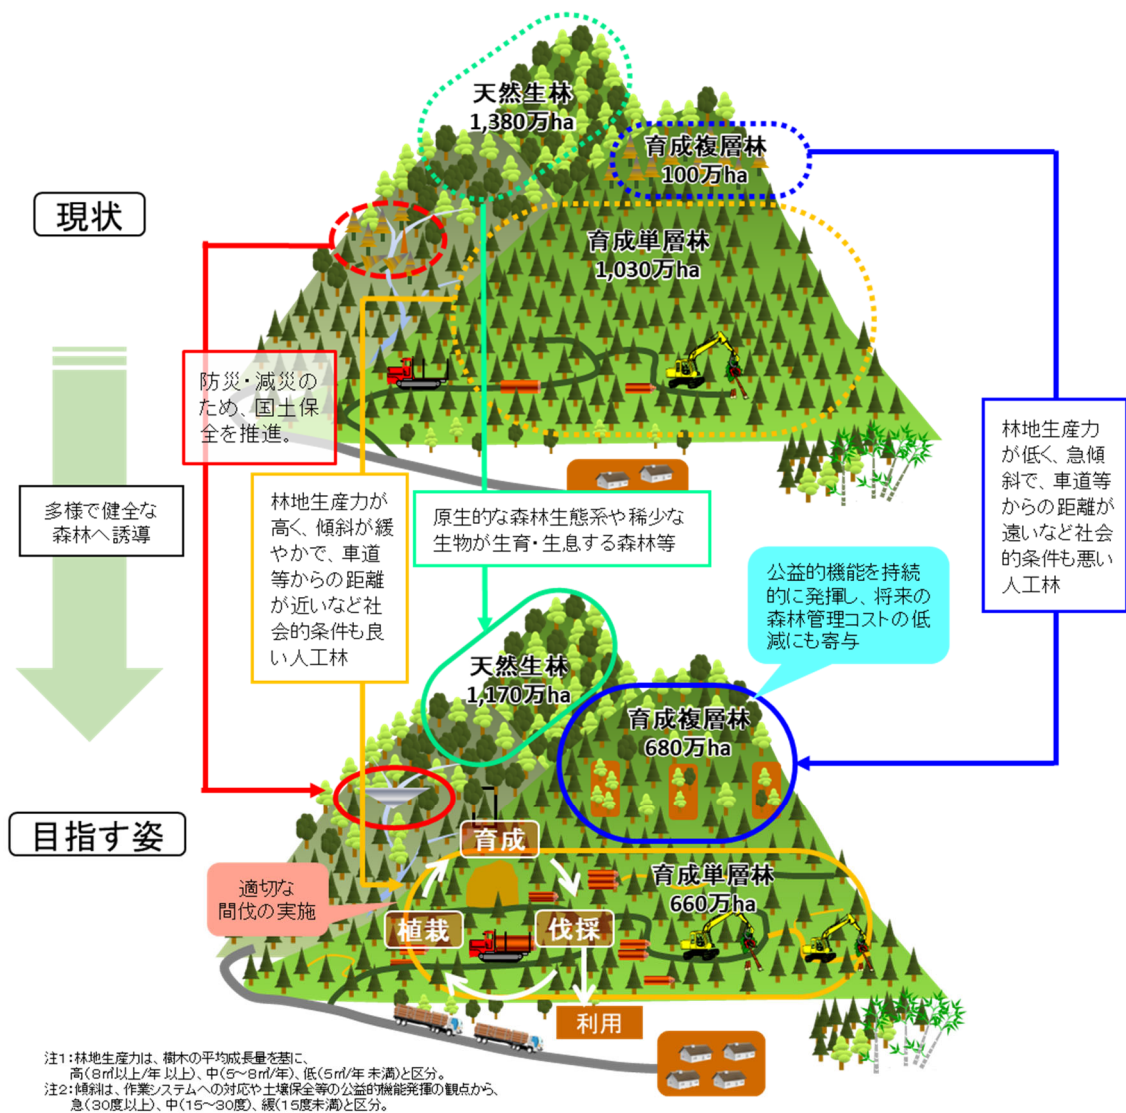 天然生林
1,380万ha
育成複層林
100万ha
現状
育成単層林
1,030万ha
防災・減災の
ため、国土保
全を推進。
多様で健全な
森林へ誘導
林地生産力が
高く、傾斜が緩
やかで、車道
等からの距離
が近いなど社
会的条件も良
い人工林
原生的な森林生態系や稀少な
生物が生育・生息する森林等
林地生産力
が低く、急傾
斜で、車道等
からの距離が
遠いなど社会
的条件も悪い
人工林
公益的機能を持続
的に発揮し、将来の
森林管理コストの低
減にも寄与
天然生林
1,170万ha
育成複層林
680万ha
目指す姿
育成
適切な
間伐の実施
植栽
伐採
育成単層林
660万ha
利用
注1:林地生産力は、樹木の平均成長量を基に、
高(8㎥以上/年 以上)、中(5~8㎥/年)、低(5㎥/年 未満)と区分。
注2:傾斜は、作業システムへの対応や土壌保全等の公益的機能発揮の観点から、
急(30度以上)、中(15~30度)、緩(15度未満)と区分。